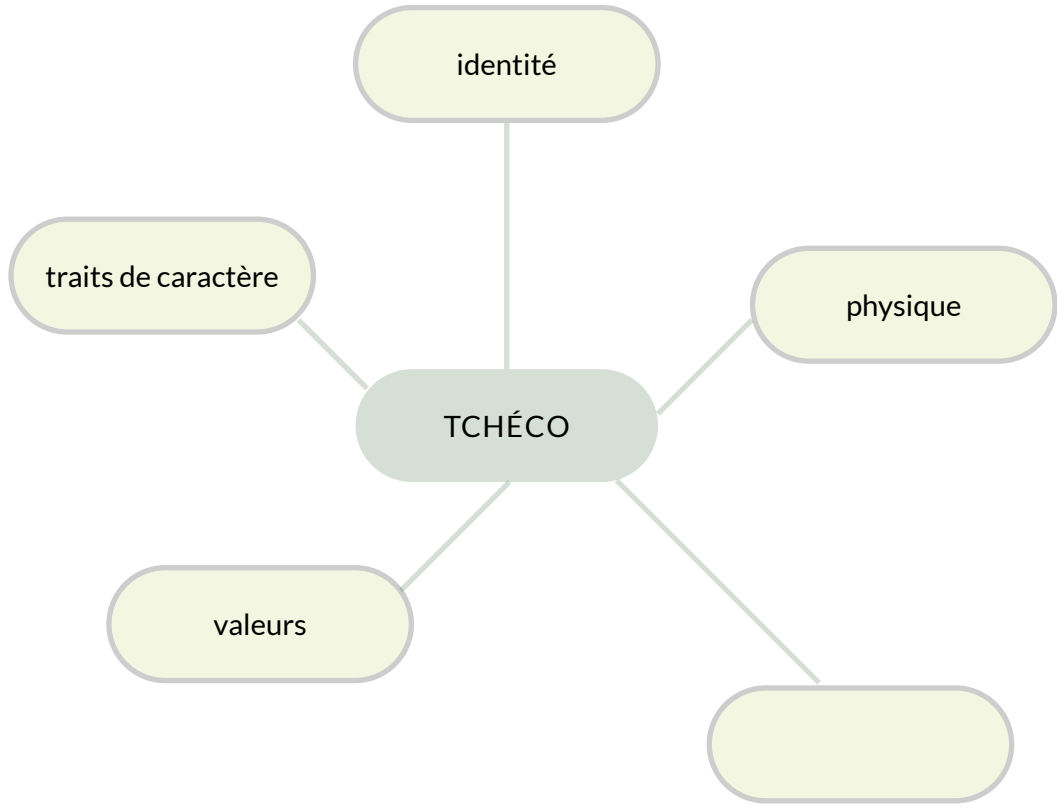 identité
traits de caractère
physique
TCHÉCO
valeurs